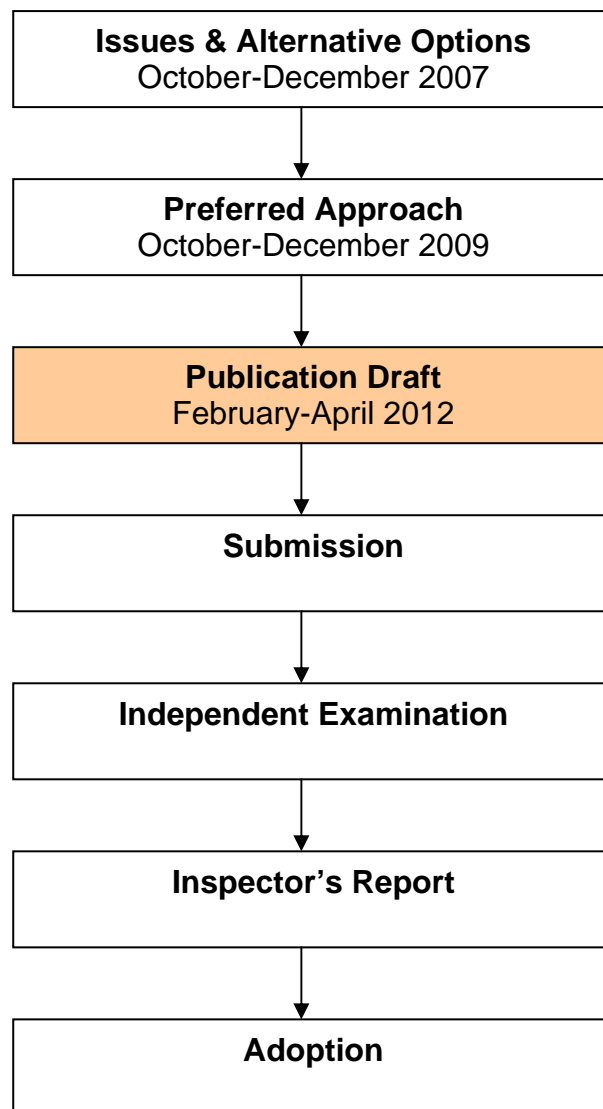 Issues & Alternative Options
October-December 2007
Preferred Approach
October-December 2009
Publication Draft
February-April 2012
Submission
Independent Examination
Inspector’s Report
Adoption